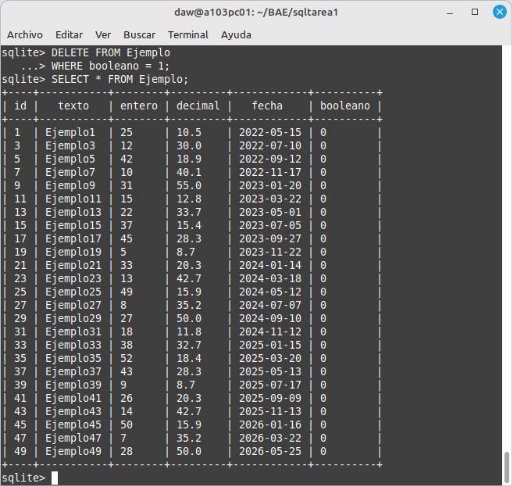 daw@a103pc01: ~/BAE/sqltarea1
Archivo Editar Ver Buscar Terminal Ayuda
sqlite> DELETE FROM Ejemplo
   ...> WHERE booleano = 1;
sqlite> SELECT * FROM Ejemplo;
+----+-----------+--------+---------+------------+----------+
| id |   texto   | entero | decimal |   fecha    | booleano |
+----+-----------+--------+---------+------------+----------+
| 1  | Ejemplo1  | 25     | 10.5    | 2022-05-15 | 0        |
| 3  | Ejemplo3  | 12     | 30.0    | 2022-07-10 | 0        |
| 5  | Ejemplo5  | 42     | 18.9    | 2022-09-12 | 0        |
| 7  | Ejemplo7  | 10     | 40.1    | 2022-11-17 | 0        |
| 9  | Ejemplo9  | 31     | 55.0    | 2023-01-20 | 0        |
| 11 | Ejemplo11 | 15     | 12.8    | 2023-03-22 | 0        |
| 13 | Ejemplo13 | 22     | 33.7    | 2023-05-01 | 0        |
| 15 | Ejemplo15 | 37     | 15.4    | 2023-07-05 | 0        |
| 17 | Ejemplo17 | 45     | 28.3    | 2023-09-27 | 0        |
| 19 | Ejemplo19 | 5      | 8.7     | 2023-11-22 | 0        |
| 21 | Ejemplo21 | 33     | 20.3    | 2024-01-14 | 0        |
| 23 | Ejemplo23 | 13     | 42.7    | 2024-03-18 | 0        |
| 25 | Ejemplo25 | 49     | 15.9    | 2024-05-12 | 0        |
| 27 | Ejemplo27 | 8      | 35.2    | 2024-07-07 | 0        |
| 29 | Ejemplo29 | 27     | 50.0    | 2024-09-10 | 0        |
| 31 | Ejemplo31 | 18     | 11.8    | 2024-11-12 | 0        |
| 33 | Ejemplo33 | 38     | 32.7    | 2025-01-15 | 0        |
| 35 | Ejemplo35 | 52     | 18.4    | 2025-03-20 | 0        |
| 37 | Ejemplo37 | 43     | 28.3    | 2025-05-13 | 0        |
| 39 | Ejemplo39 | 9      | 8.7     | 2025-07-17 | 0        |
| 41 | Ejemplo41 | 26     | 20.3    | 2025-09-09 | 0        |
| 43 | Ejemplo43 | 14     | 42.7    | 2025-11-13 | 0        |
| 45 | Ejemplo45 | 50     | 15.9    | 2026-01-16 | 0        |
| 47 | Ejemplo47 | 7      | 35.2    | 2026-03-22 | 0        |
| 49 | Ejemplo49 | 28     | 50.0    | 2026-05-25 | 0        |
+----+-----------+--------+---------+------------+----------+
sqlite>